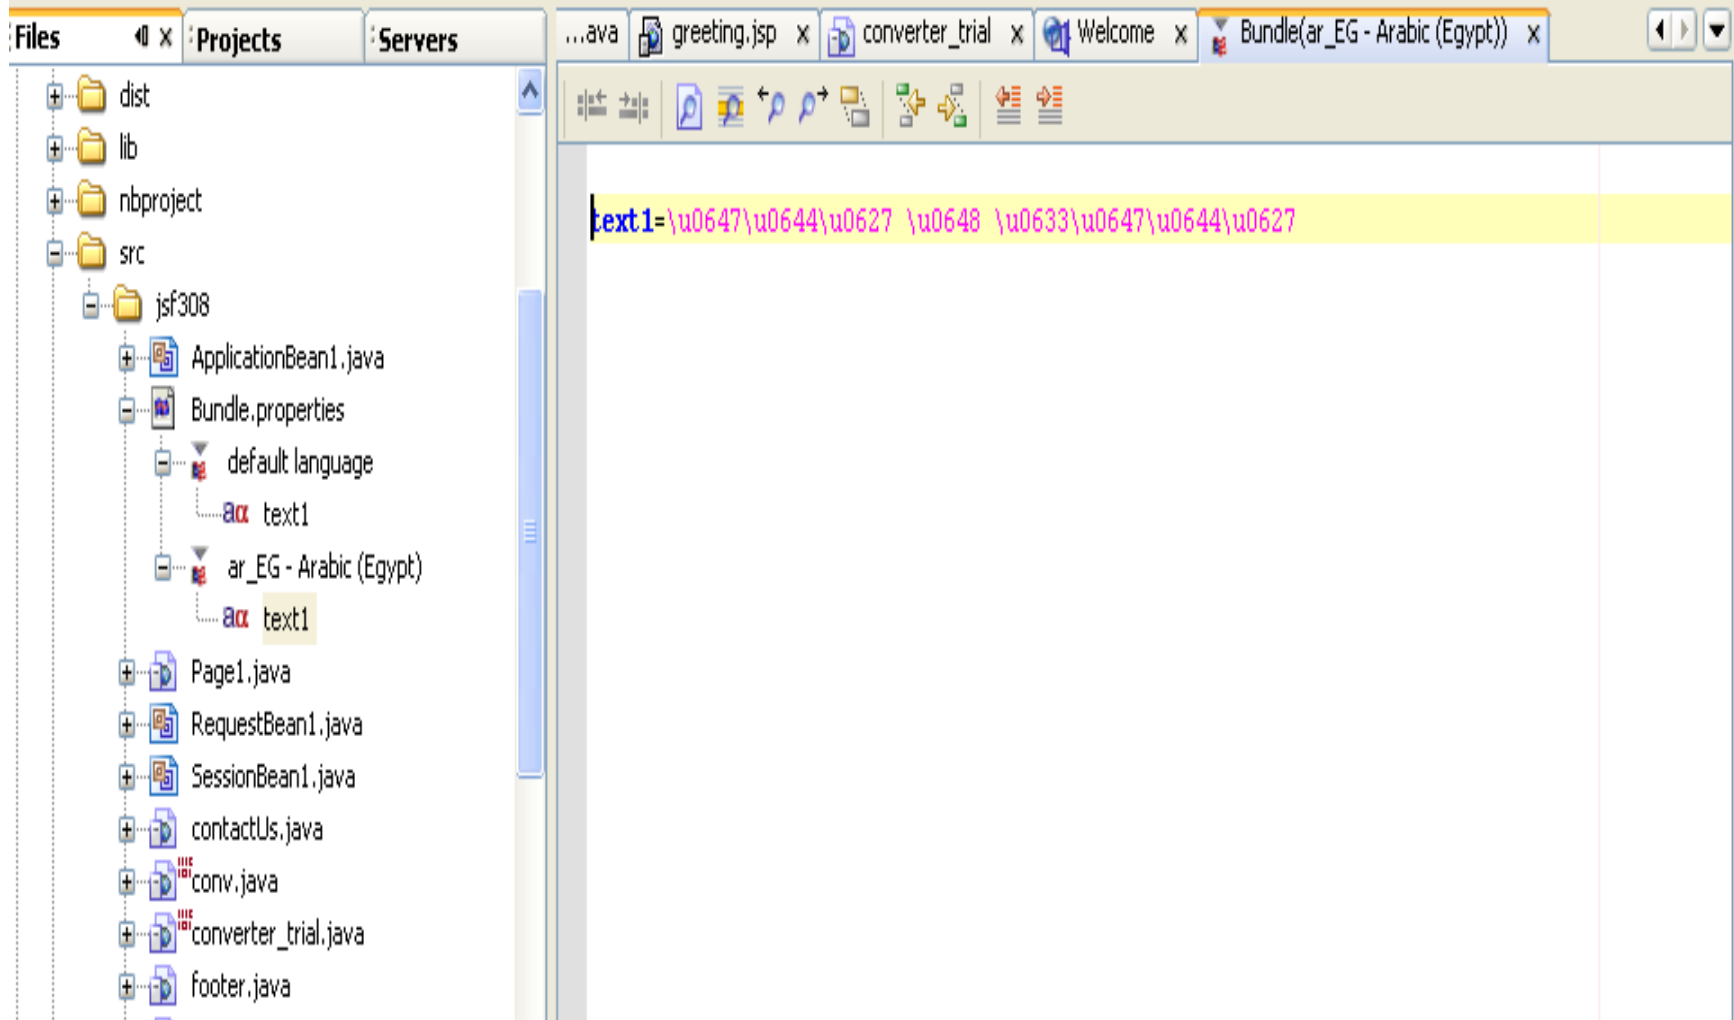 Files
Projects
Servers
...ava
greeting.jsp
converter_trial
Welcome
Bundle(ar_EG - Arabic (Egypt))
dist
lib
nbproject
src
jsf308
ApplicationBean1.java
Bundle.properties
default language
text1
ar_EG - Arabic (Egypt)
text1
Page1.java
RequestBean1.java
SessionBean1.java
contactUs.java
conv.java
converter_trial.java
footer.java
text1=\u0647\u0644\u0627 \u0648 \u0633\u0647\u0644\u0627